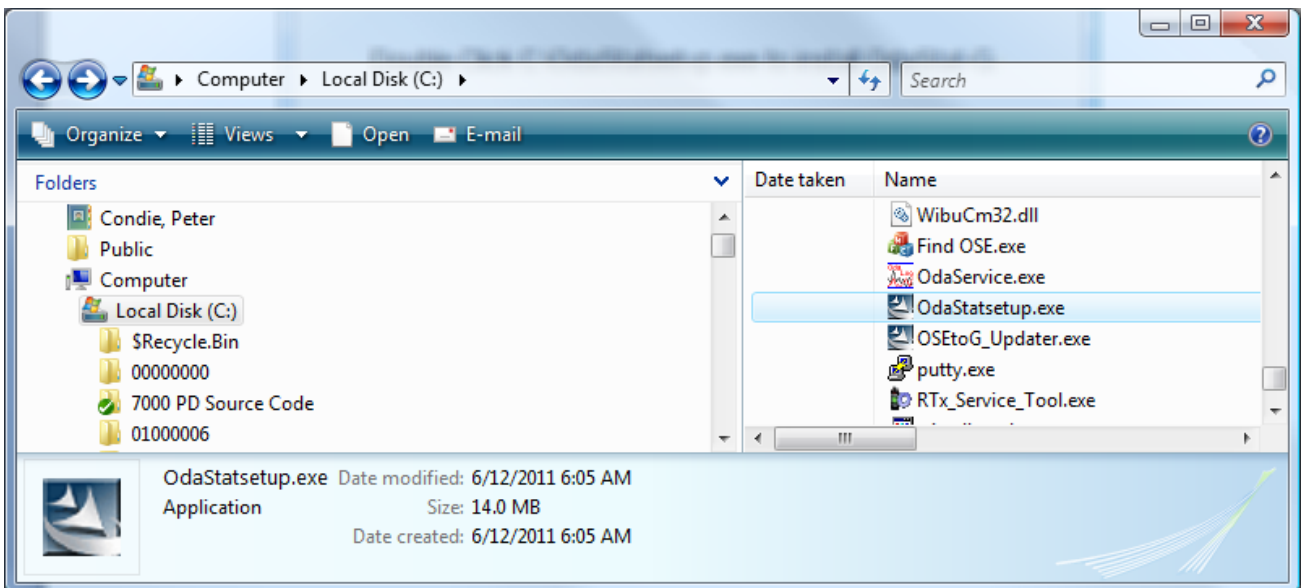 Computer Local Disk (C:) Search
Organize Views Open E-mail
Folders
Condie, Peter
Public
Computer
Local Disk (C:)
$Recycle.Bin
00000000
7000 PD Source Code
01000006
Date taken Name
WibuCm32.dll
Find OSE.exe
OdaService.exe
OdaStatsetup.exe
OSEtoG_Updater.exe
putty.exe
RTx_Service_Tool.exe
OdaStatsetup.exe Date modified: 6/12/2011 6:05 AM
Application Size: 14.0 MB
Date created: 6/12/2011 6:05 AM